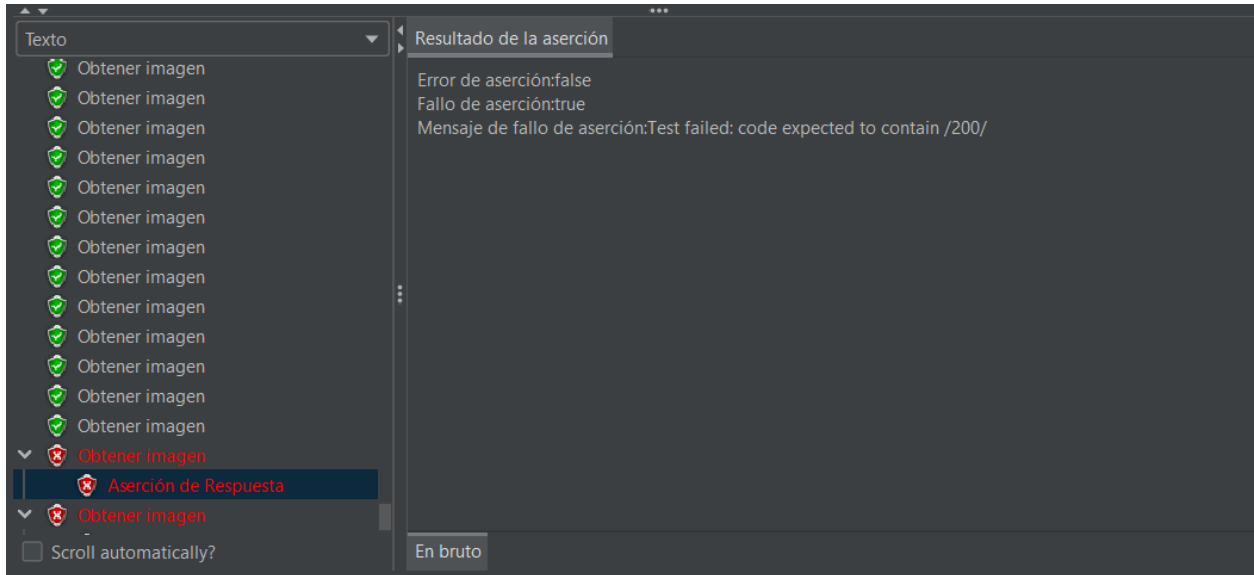 Texto
Resultado de la aserción
Obtener imagen
Obtener imagen
Obtener imagen
Obtener imagen
Obtener imagen
Obtener imagen
Obtener imagen
Obtener imagen
Obtener imagen
Obtener imagen
Obtener imagen
Obtener imagen
Obtener imagen
Obtener imagen
Aserción de Respuesta
Obtener imagen
Scroll automatically?
Error de aserción:false
Fallo de aserción:true
Mensaje de fallo de aserción:Test failed: code expected to contain /200/
En bruto